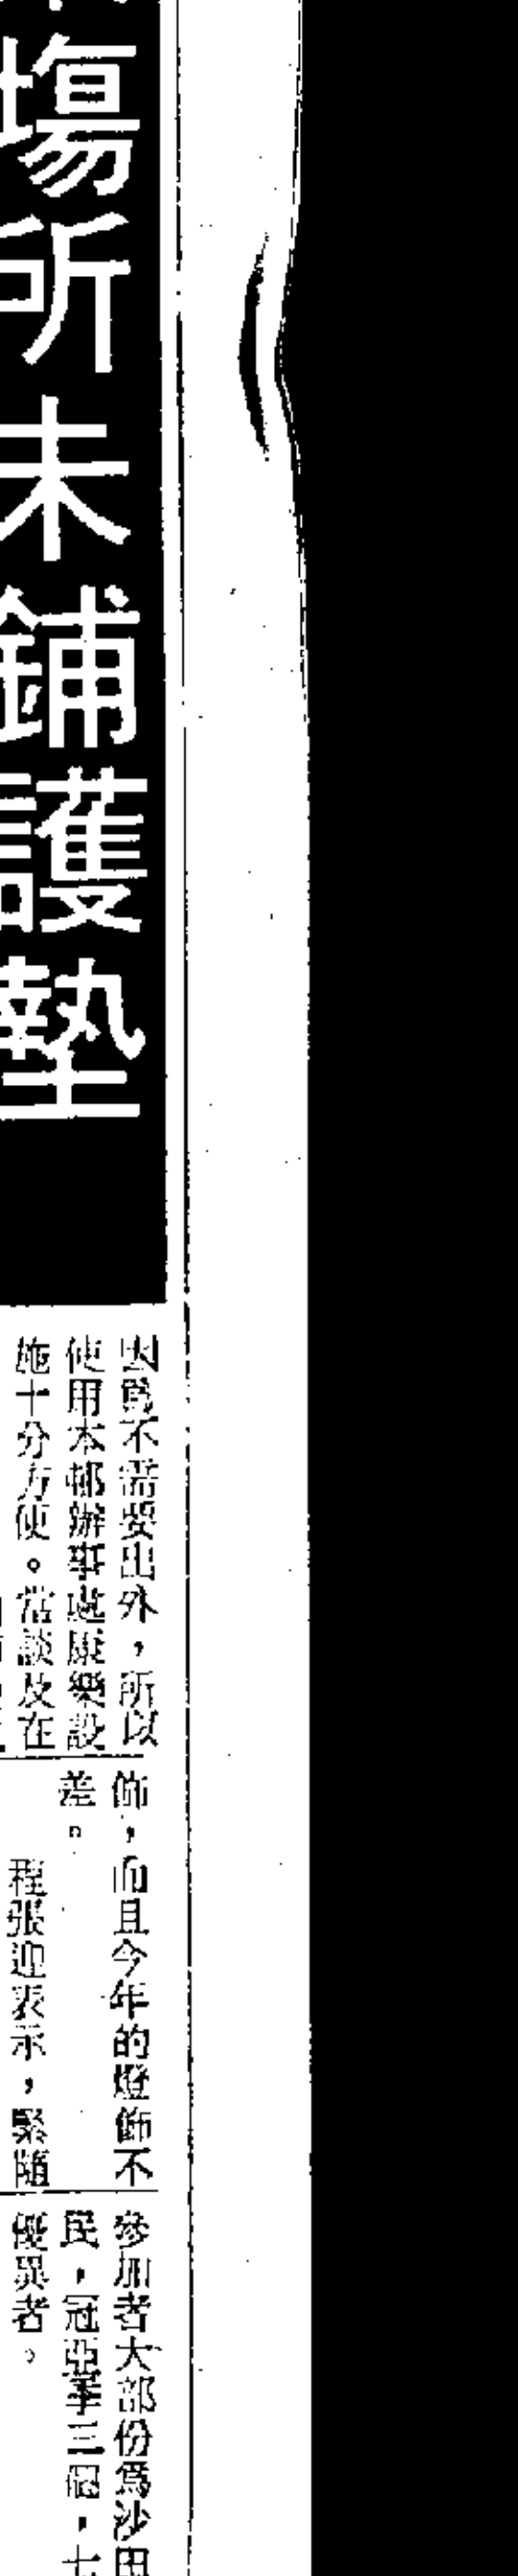 場所未鋪護墊
因爲不需要出外，所以
使用本邨辦事處康樂設
施十分方便。常談及在
飾，而且今年的燈飾不
差。
程張迎表示，緊隨
參加者大部份爲沙田
民，冠亞季三個，
優異者。